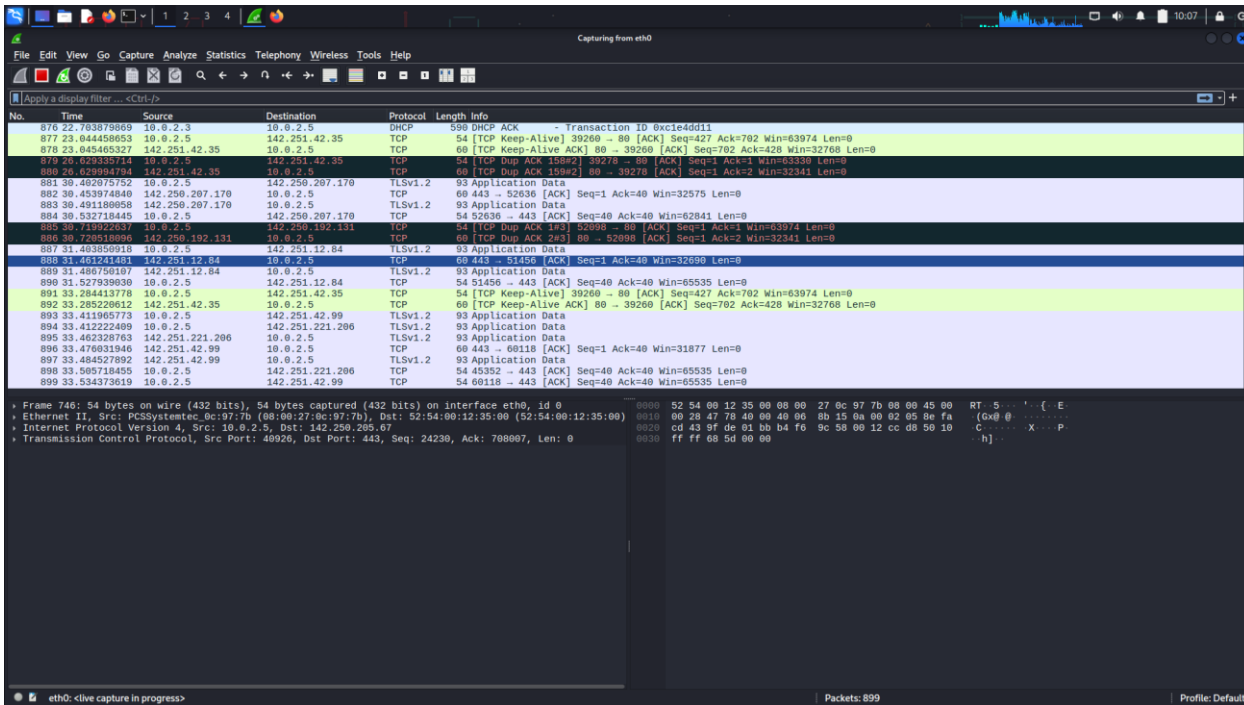 1 2 3 4 10:07
Capturing from eth0
File Edit View Go Capture Analyze Statistics Telephony Wireless Tools Help
Apply a display filter ... <Ctrl-/>
No. Time Source Destination Protocol Length Info
876 22.703879869 10.0.2.3 10.0.2.5 DHCP 590 DHCP ACK - Transaction ID 0xc1e4dd11
877 23.044458653 10.0.2.5 142.251.42.35 TCP 54 [TCP Keep-Alive] 39260 → 80 [ACK] Seq=427 Ack=702 Win=63974 Len=0
878 23.045465327 142.251.42.35 10.0.2.5 TCP 60 [TCP Keep-Alive ACK] 80 → 39260 [ACK] Seq=702 Ack=428 Win=32768 Len=0
879 26.629335714 10.0.2.5 142.251.42.35 TCP 54 [TCP Dup ACK 158#2] 39278 → 80 [ACK] Seq=1 Ack=1 Win=63330 Len=0
880 26.629994794 142.251.42.35 10.0.2.5 TCP 60 [TCP Dup ACK 159#2] 80 → 39278 [ACK] Seq=1 Ack=2 Win=32341 Len=0
881 30.402075752 10.0.2.5 142.250.207.170 TLSv1.2 93 Application Data
882 30.453974840 142.250.207.170 10.0.2.5 TCP 60 443 → 52636 [ACK] Seq=1 Ack=40 Win=32575 Len=0
883 30.491180058 142.250.207.170 10.0.2.5 TLSv1.2 93 Application Data
884 30.532718445 10.0.2.5 142.250.207.170 TCP 54 52636 → 443 [ACK] Seq=40 Ack=40 Win=62841 Len=0
885 30.719922637 10.0.2.5 142.250.192.131 TCP 54 [TCP Dup ACK 1#3] 52098 → 80 [ACK] Seq=1 Ack=1 Win=63974 Len=0
886 30.720518096 142.250.192.131 10.0.2.5 TCP 60 [TCP Dup ACK 2#3] 80 → 52098 [ACK] Seq=1 Ack=2 Win=32341 Len=0
887 31.403850918 10.0.2.5 142.251.12.84 TLSv1.2 93 Application Data
888 31.461241481 142.251.12.84 10.0.2.5 TCP 60 443 → 51456 [ACK] Seq=1 Ack=40 Win=32690 Len=0
889 31.486750107 142.251.12.84 10.0.2.5 TLSv1.2 93 Application Data
890 31.527939030 10.0.2.5 142.251.12.84 TCP 54 51456 → 443 [ACK] Seq=40 Ack=40 Win=65535 Len=0
891 33.284413778 10.0.2.5 142.251.42.35 TCP 54 [TCP Keep-Alive] 39260 → 80 [ACK] Seq=427 Ack=702 Win=63974 Len=0
892 33.285220612 142.251.42.35 10.0.2.5 TCP 60 [TCP Keep-Alive ACK] 80 → 39260 [ACK] Seq=702 Ack=428 Win=32768 Len=0
893 33.411965773 10.0.2.5 142.251.42.99 TLSv1.2 93 Application Data
894 33.412222409 10.0.2.5 142.251.221.206 TLSv1.2 93 Application Data
895 33.462328763 142.251.221.206 10.0.2.5 TLSv1.2 93 Application Data
896 33.476031946 142.251.42.99 10.0.2.5 TCP 60 443 → 60118 [ACK] Seq=1 Ack=40 Win=31877 Len=0
897 33.484527892 142.251.42.99 10.0.2.5 TLSv1.2 93 Application Data
898 33.505718455 10.0.2.5 142.251.221.206 TCP 54 45352 → 443 [ACK] Seq=40 Ack=40 Win=65535 Len=0
899 33.534373619 10.0.2.5 142.251.42.99 TCP 54 60118 → 443 [ACK] Seq=40 Ack=40 Win=65535 Len=0
Frame 746: 54 bytes on wire (432 bits), 54 bytes captured (432 bits) on interface eth0, id 0
Ethernet II, Src: PCSSystemtec_0c:97:7b (08:00:27:0c:97:7b), Dst: 52:54:00:12:35:00 (52:54:00:12:35:00)
Internet Protocol Version 4, Src: 10.0.2.5, Dst: 142.250.205.67
Transmission Control Protocol, Src Port: 40926, Dst Port: 443, Seq: 24230, Ack: 708007, Len: 0
0000 52 54 00 12 35 00 08 00 27 0c 97 7b 08 00 45 00 RT··5···'··{··E·
0010 00 28 47 78 40 00 40 06 8b 15 0a 00 02 05 8e fa ·(Gx@·@·········
0020 cd 43 9f de 01 bb b4 f6 9c 58 00 12 cc d8 50 10 ·C·······X····P·
0030 ff ff 68 5d 00 00 ··h]··
eth0: <live capture in progress> Packets: 899 Profile: Default